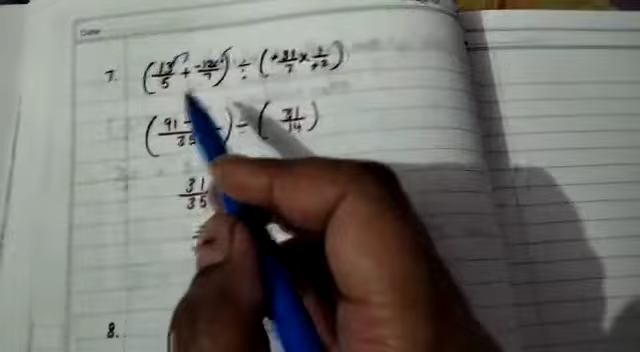 Date
7. (13/5 + -12/7) ÷ (+31/7 × 1/+2)
(91 - / 35) ÷ (31/14)
31/35
8.